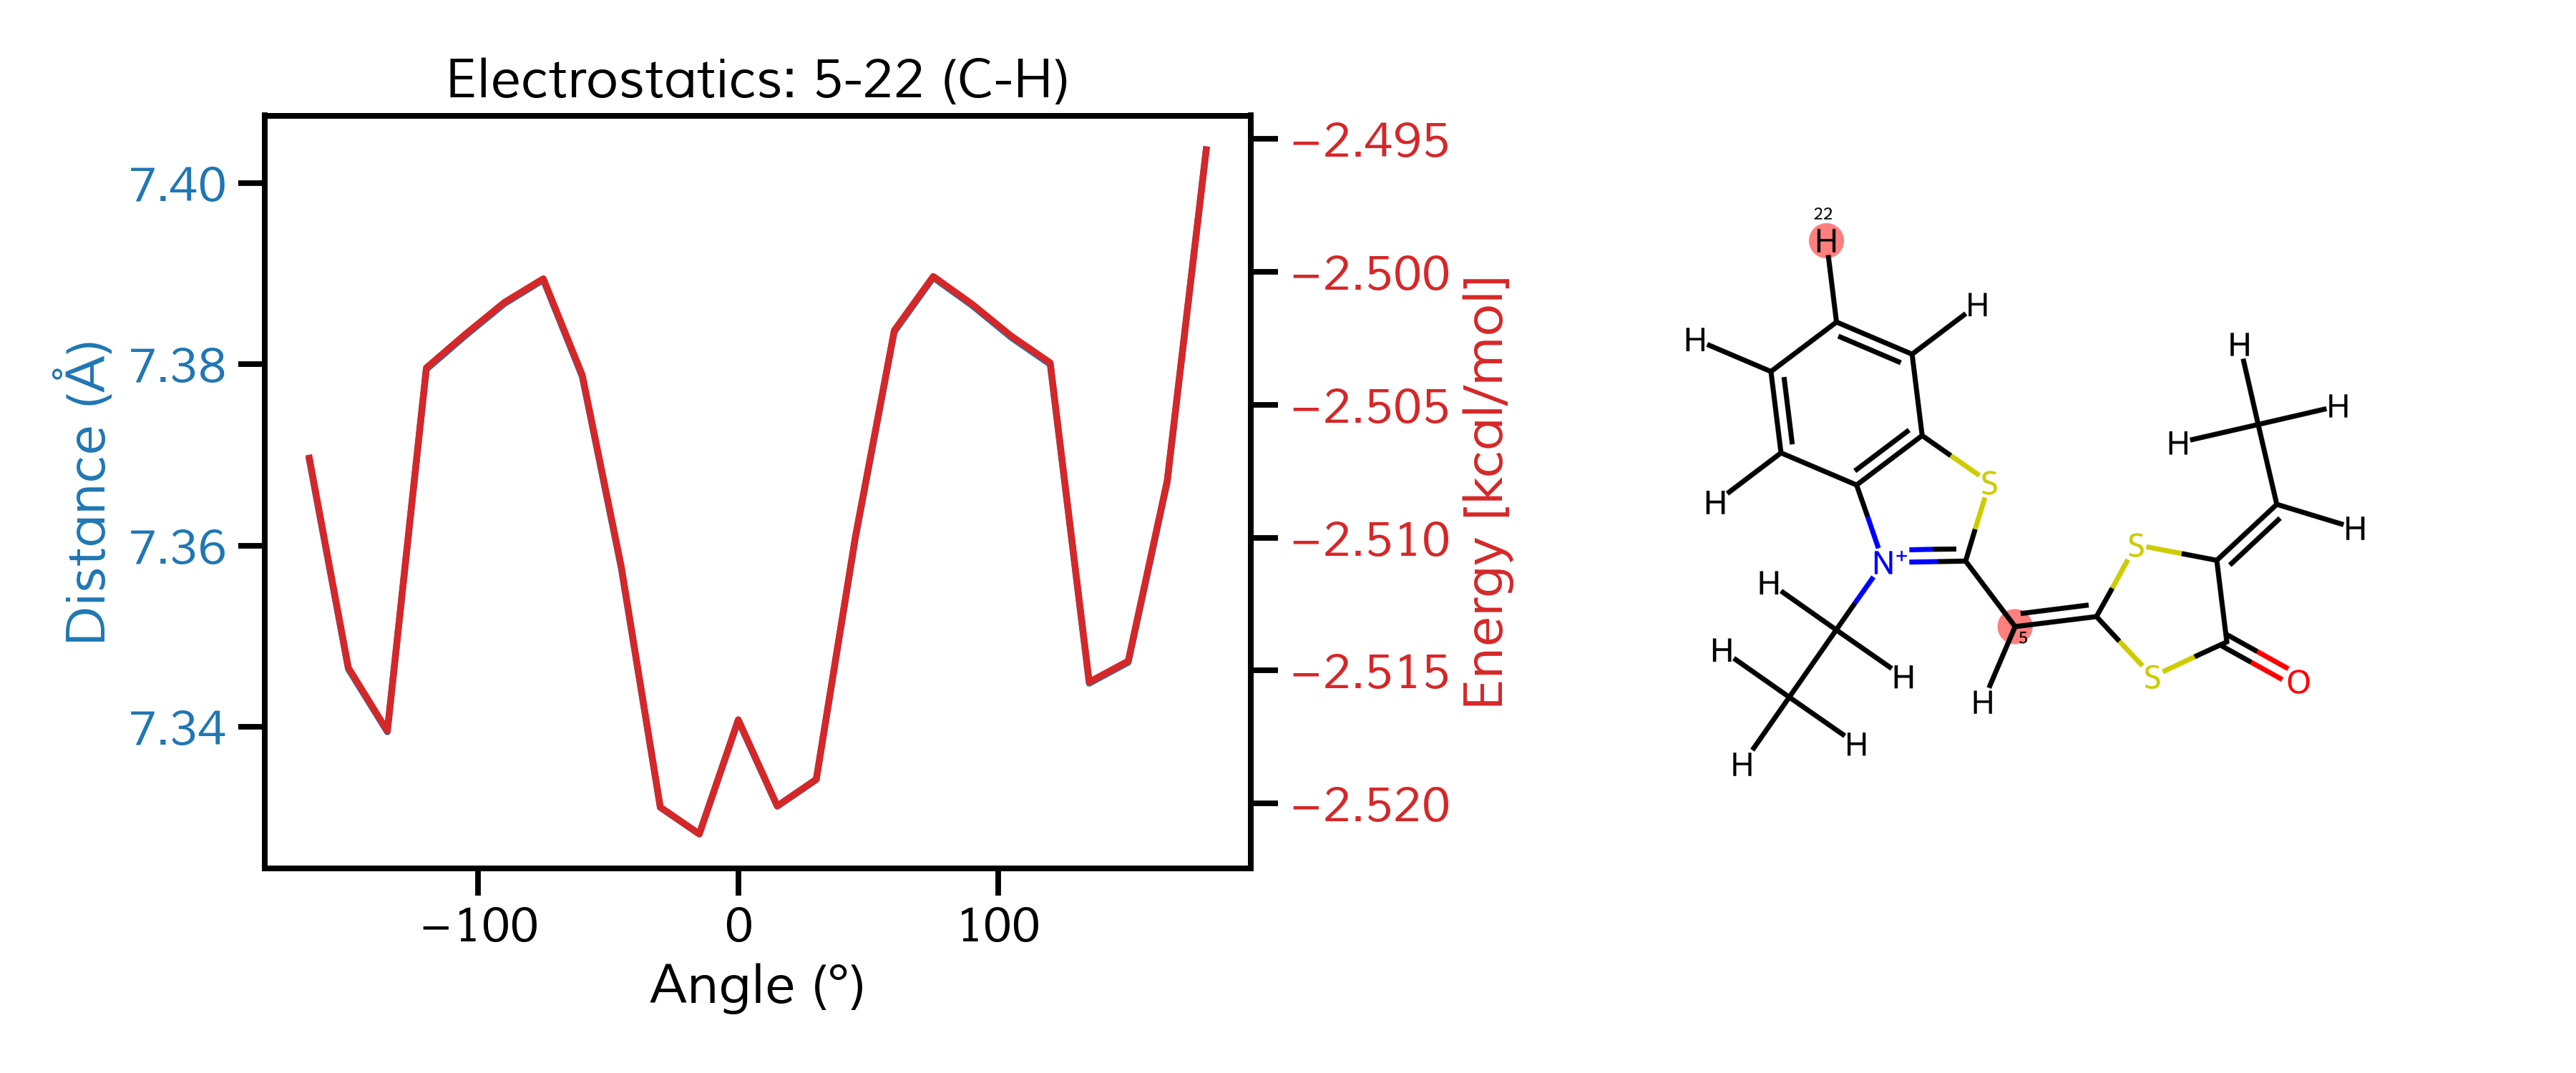 Electrostatics: 5-22 (C-H)
7.40
7.38
7.36
7.34
Distance (Å)
−2.495
−2.500
−2.505
−2.510
−2.515
−2.520
Energy [kcal/mol]
−100
0
100
Angle (°)
22
H
H
H
H
S
N+
H
H
H
H
H
5
H
S
S
O
H
H
H
H